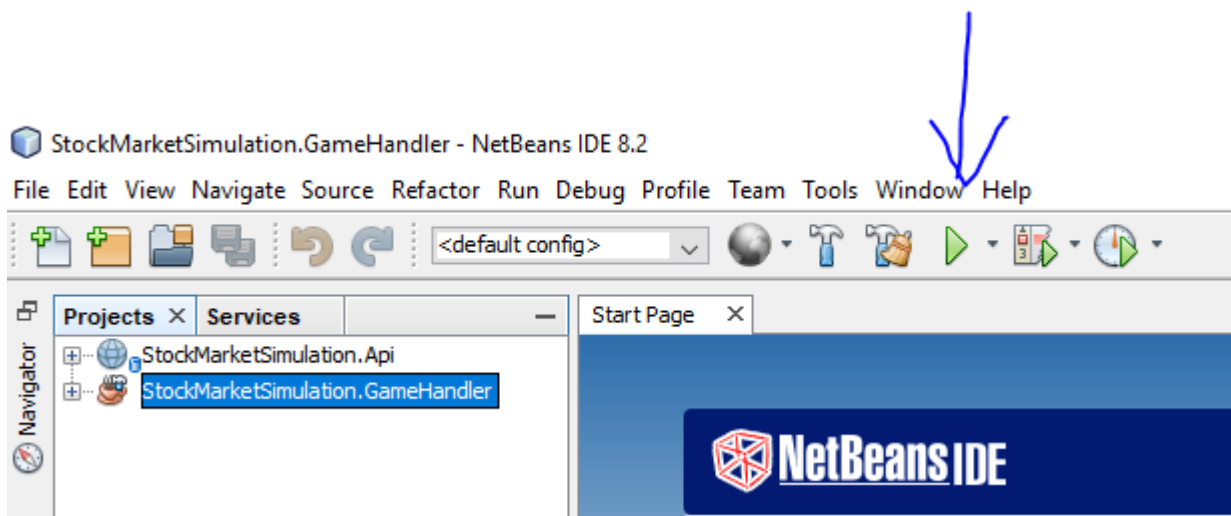 StockMarketSimulation.GameHandler - NetBeans IDE 8.2
File Edit View Navigate Source Refactor Run Debug Profile Team Tools Window Help
<default config>
Projects Services
Start Page
Navigator
StockMarketSimulation.Api
StockMarketSimulation.GameHandler
NetBeans IDE